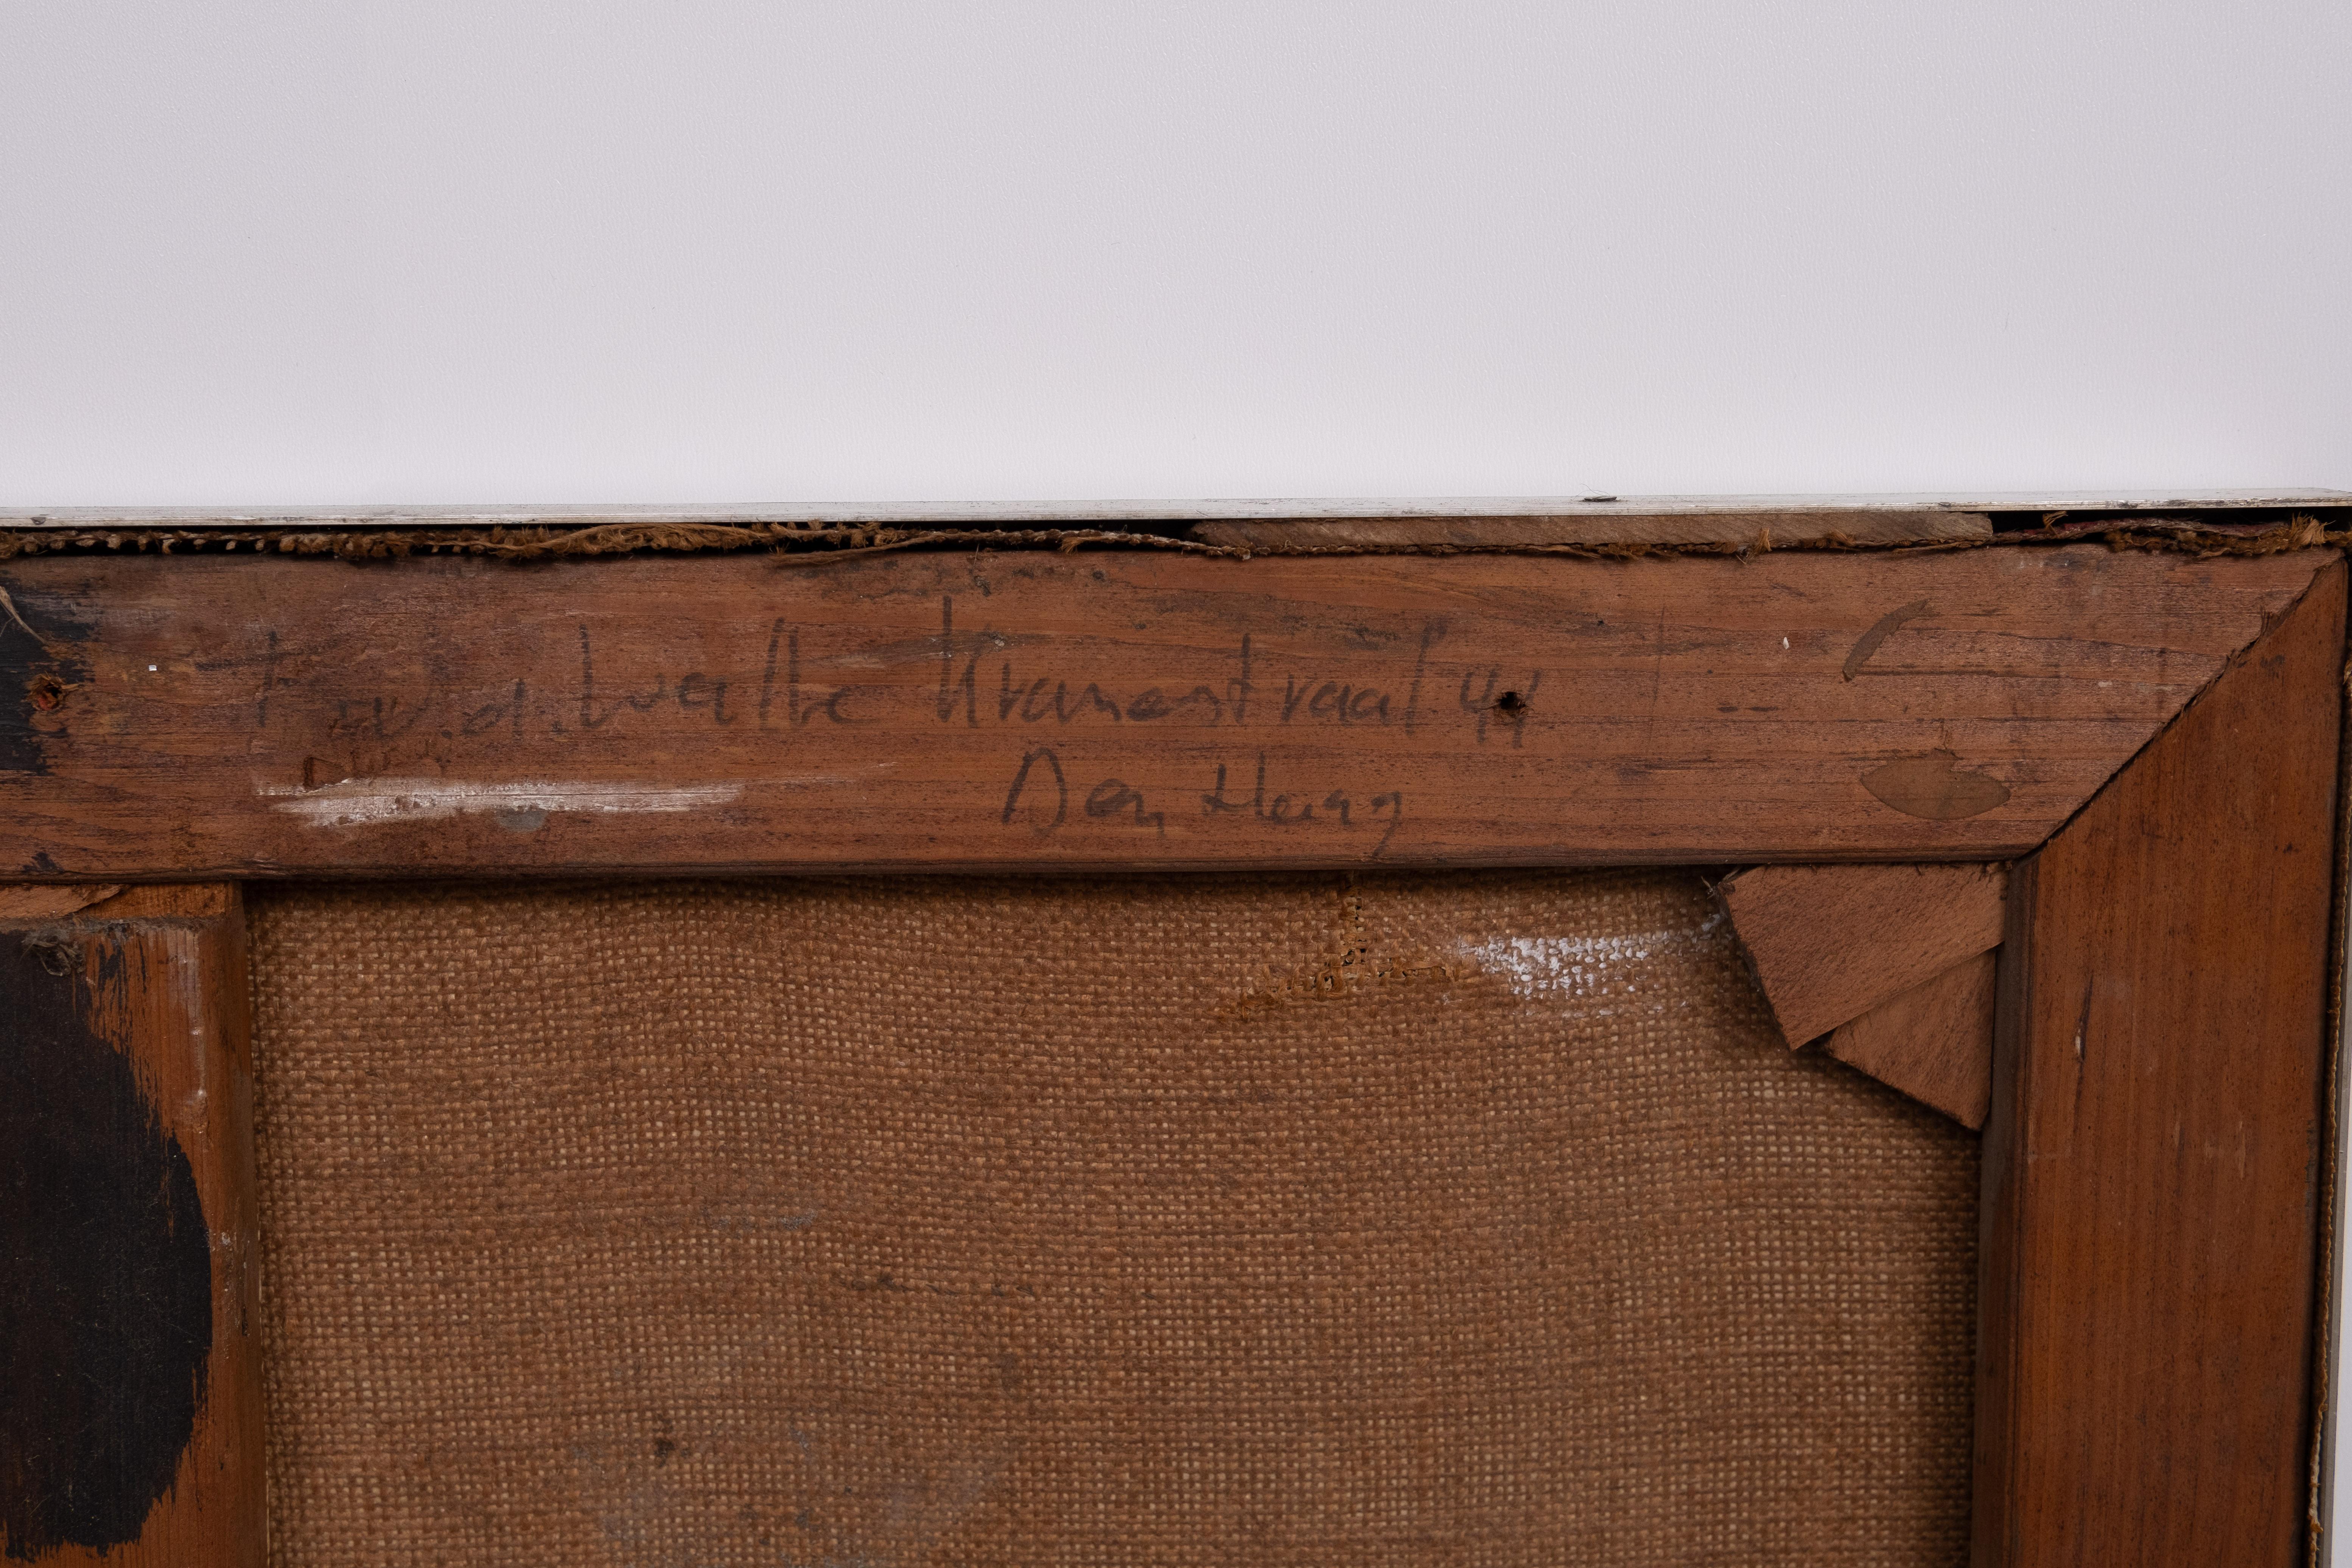 v.d. Walle Kranestraat 44
Den Haag